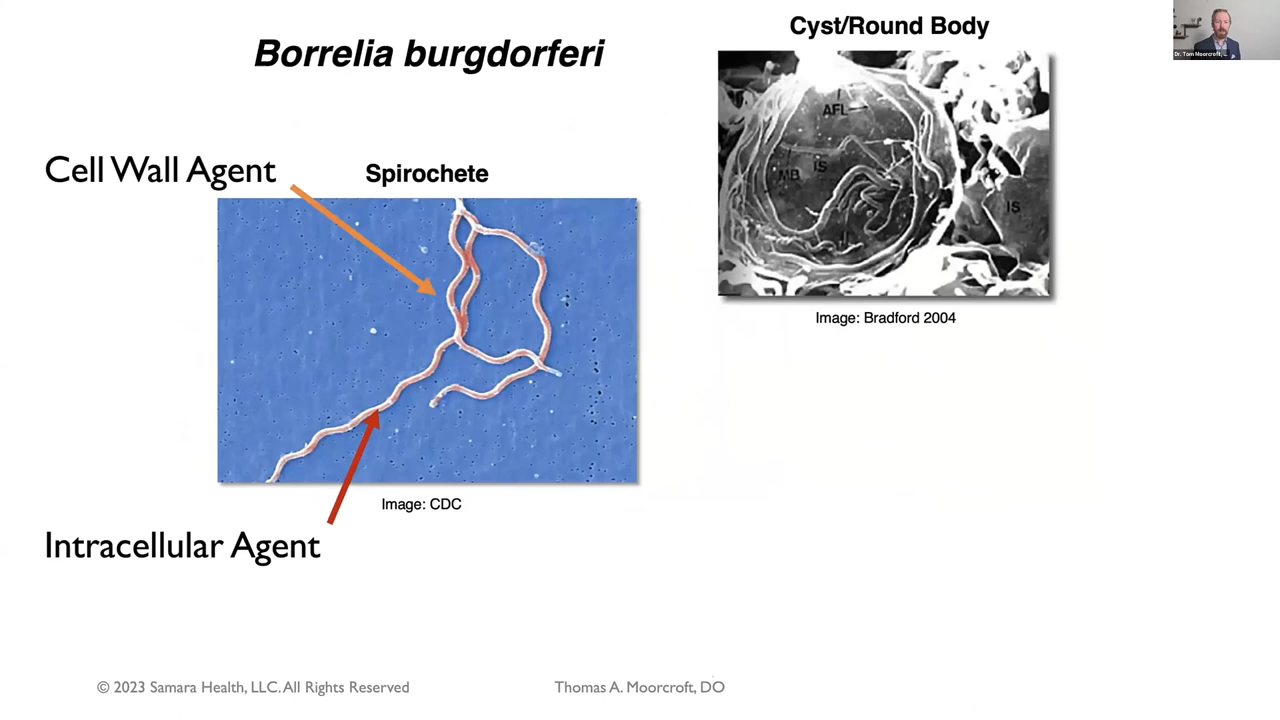 Borrelia burgdorferi
Cyst/Round Body
Dr. Tom Moorcroft, ...
AFL
IS
MB
IS
Image: Bradford 2004
Cell Wall Agent
Spirochete
Image: CDC
Intracellular Agent
© 2023 Samara Health, LLC. All Rights Reserved
Thomas A. Moorcroft, DO